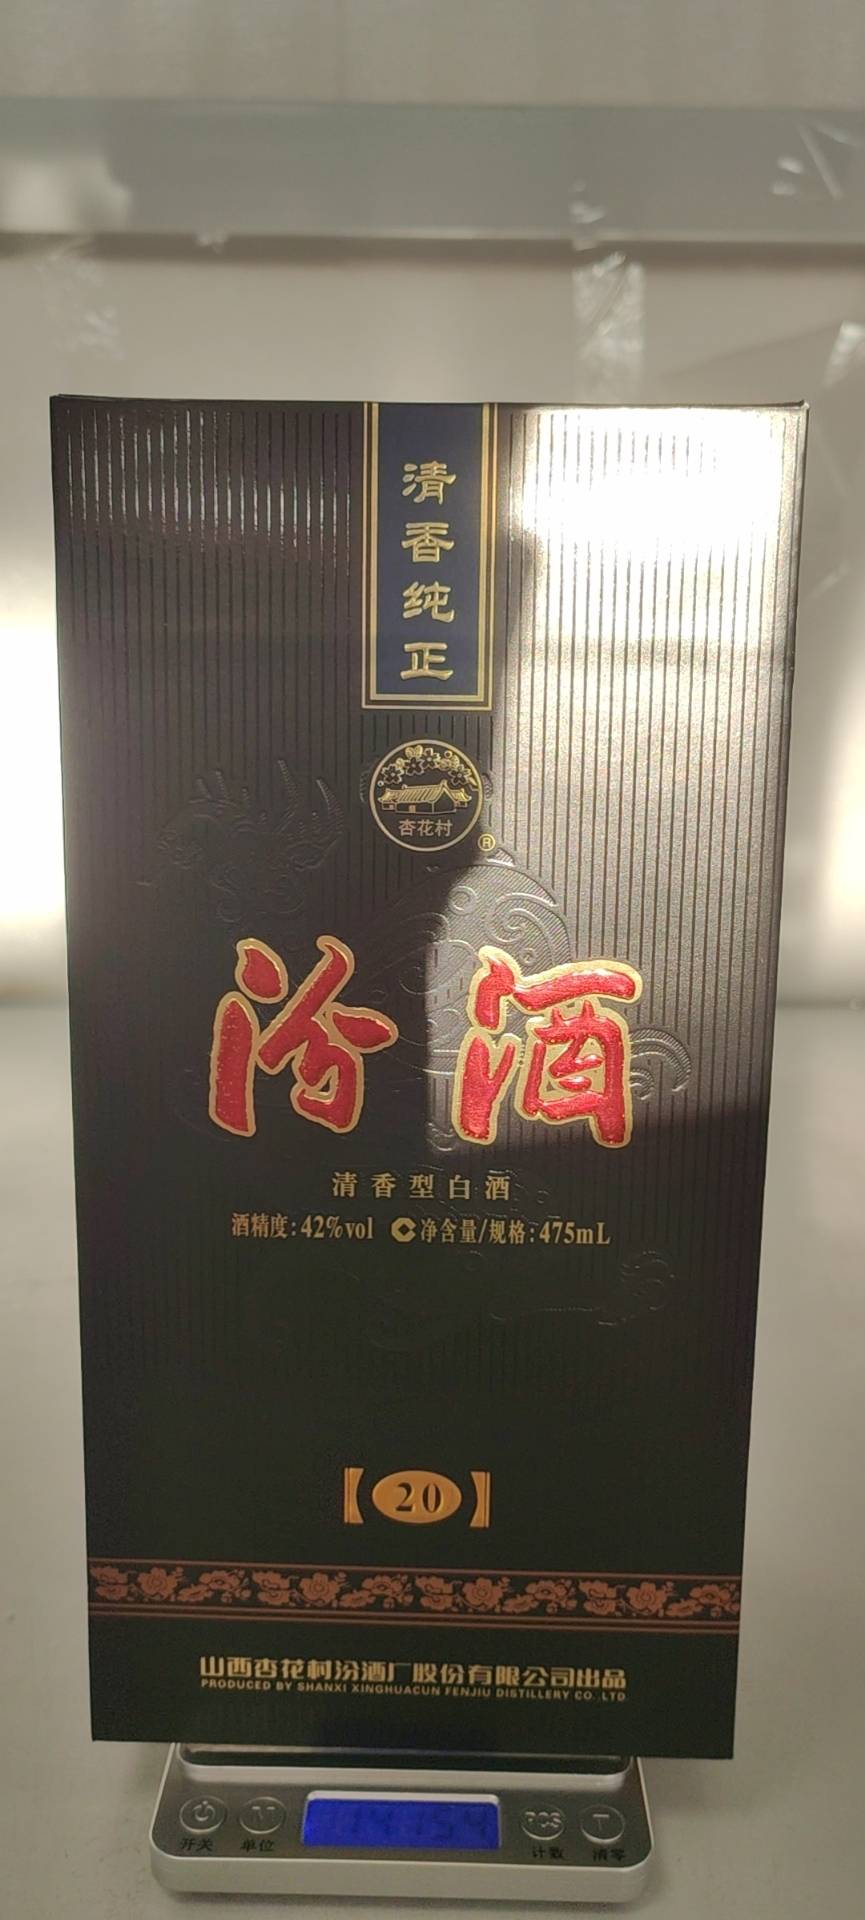 清香纯正
杏花村
®
汾酒
清香型白酒
酒精度:42%vol 净含量/规格:475mL
【20】
山西杏花村汾酒厂股份有限公司出品
PRODUCED BY SHANXI XINGHUACUN FENJIU DISTILLERY CO.,LTD
M PCS T
开关 单位 计数 清零